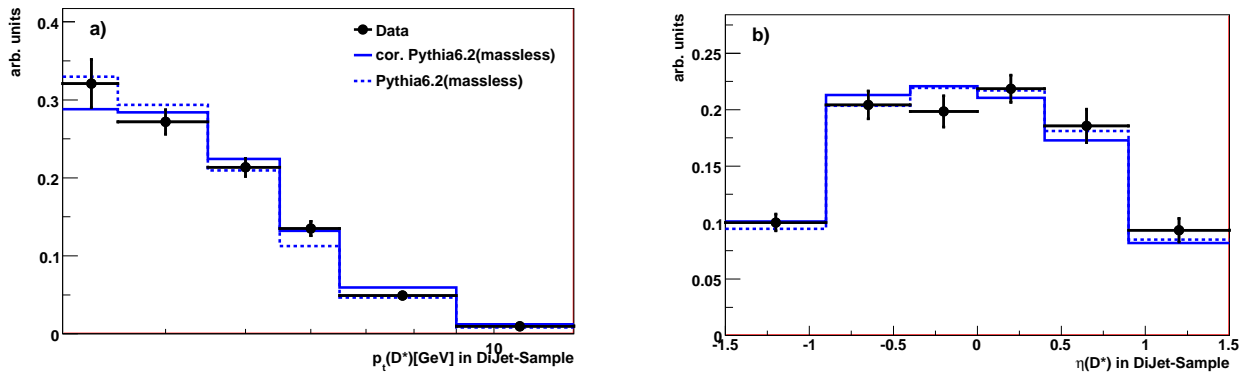 a)
arb. units
0.4
0.3
0.2
0.1
0
Data
cor. Pythia6.2(massless)
Pythia6.2(massless)
10
p_t(D*)[GeV] in DiJet-Sample
b)
arb. units
0.25
0.2
0.15
0.1
0.05
0
-1.5 -1 -0.5 0 0.5 1 1.5
η(D*) in DiJet-Sample